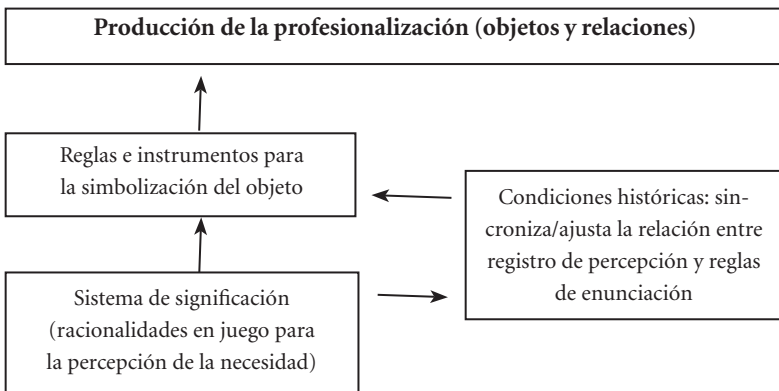 Producción de la profesionalización (objetos y relaciones)
Reglas e instrumentos para
la simbolización del objeto
Condiciones históricas: sin-
croniza/ajusta la relación entre
registro de percepción y reglas
de enunciación
Sistema de significación
(racionalidades en juego para
la percepción de la necesidad)